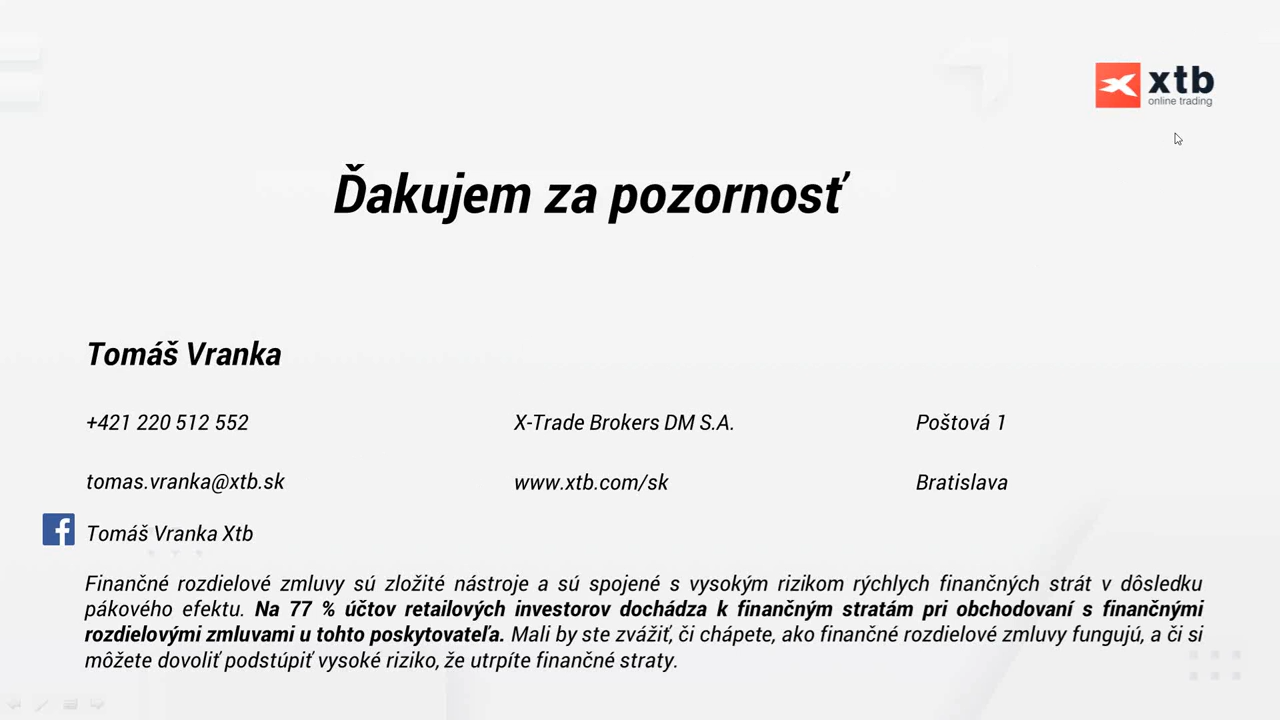 xtb
online trading
Ďakujem za pozornosť
Tomáš Vranka
+421 220 512 552
X-Trade Brokers DM S.A.
Poštová 1
tomas.vranka@xtb.sk
www.xtb.com/sk
Bratislava
Tomáš Vranka Xtb
Finančné rozdielové zmluvy sú zložité nástroje a sú spojené s vysokým rizikom rýchlych finančných strát v dôsledku
pákového efektu. Na 77 % účtov retailových investorov dochádza k finančným stratám pri obchodovaní s finančnými
rozdielovými zmluvami u tohto poskytovateľa. Mali by ste zvážiť, či chápete, ako finančné rozdielové zmluvy fungujú, a či si
môžete dovoliť podstúpiť vysoké riziko, že utrpíte finančné straty.